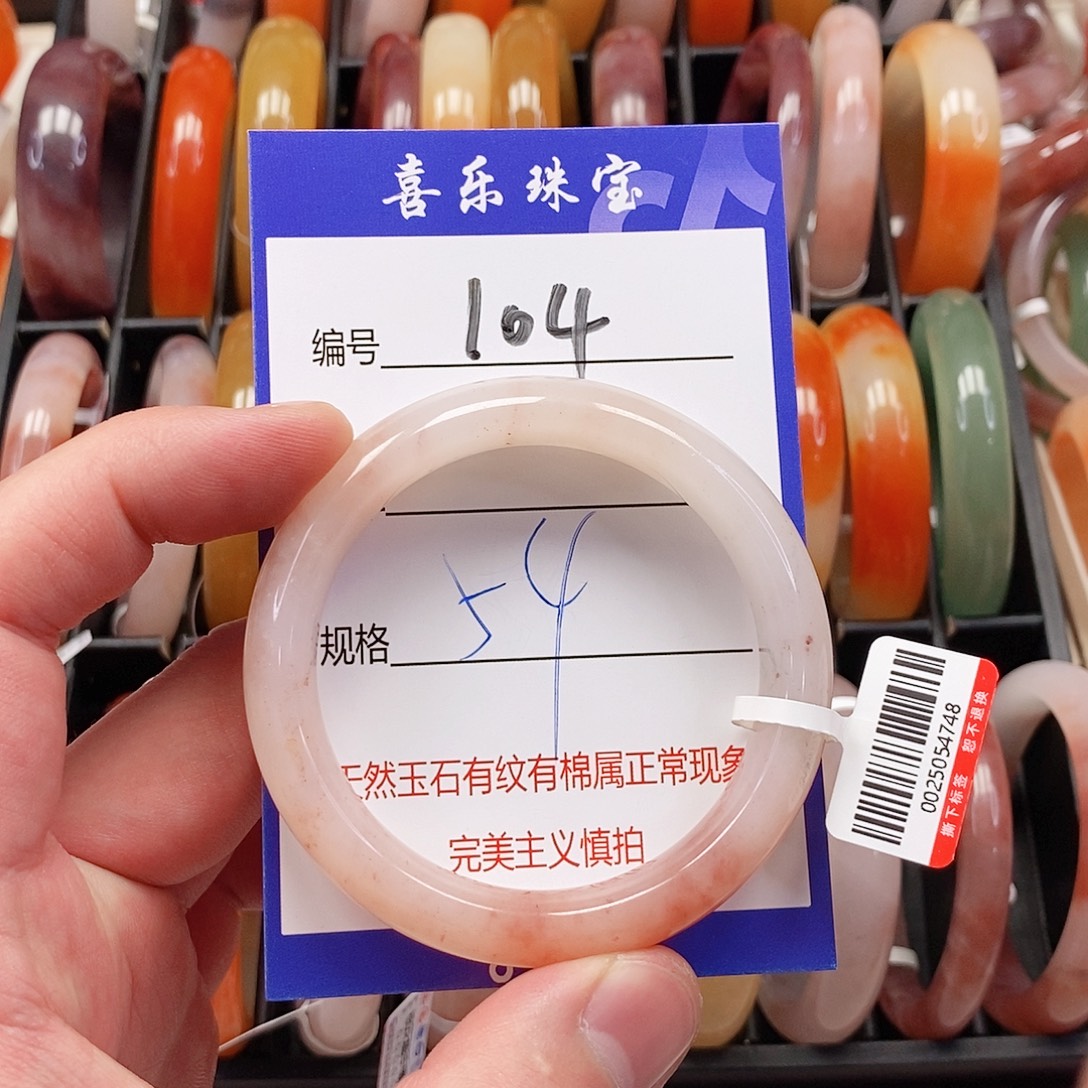 喜乐珠宝
编号 104
规格 54
天然玉石有纹有棉属正常现象
完美主义慎拍
0025054748
撕下标签 恕不退换